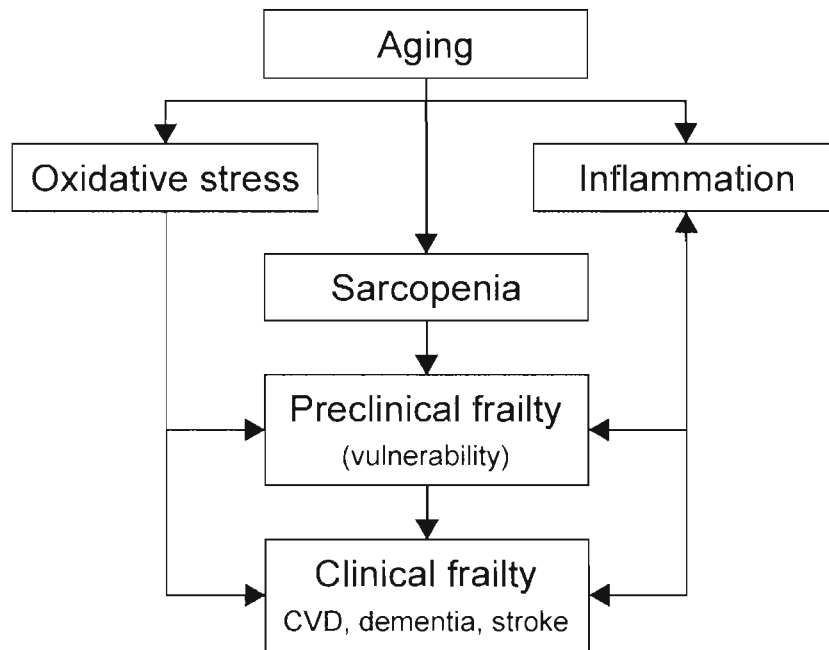 Aging
Oxidative stress
Inflammation
Sarcopenia
Preclinical frailty
(vulnerability)
Clinical frailty
CVD, dementia, stroke